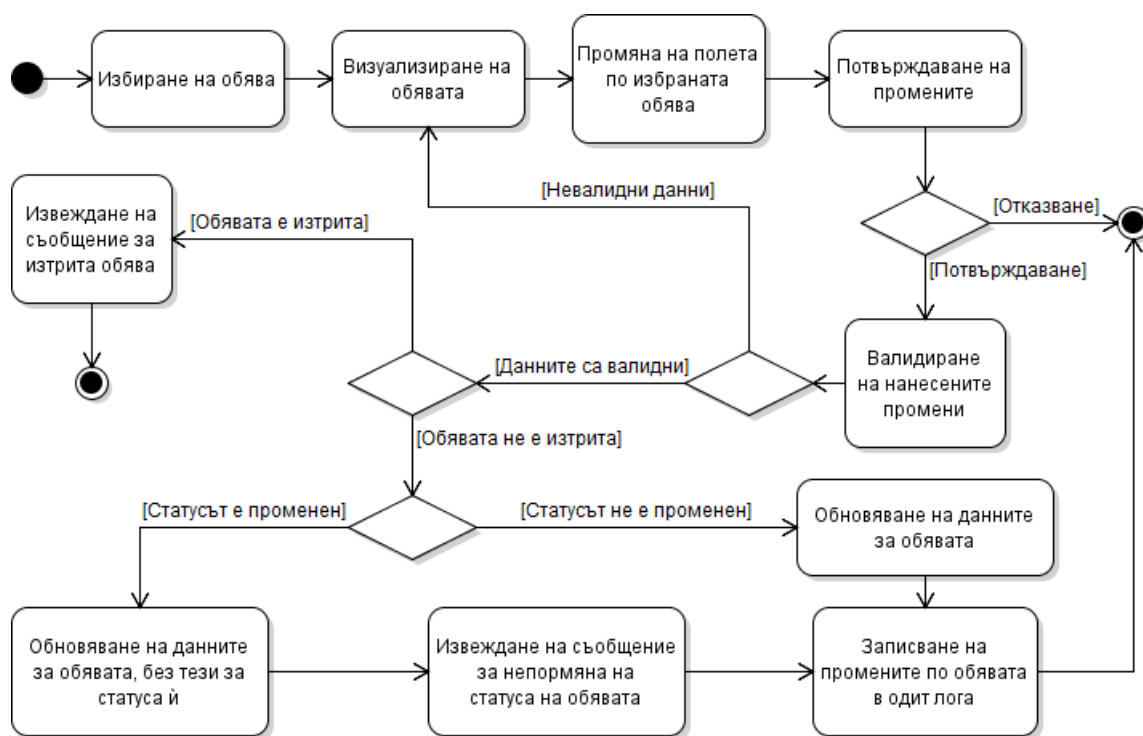 Избиране на обява
Визуализиране на
обявата
Промяна на полета
по избраната
обява
Потвърждаване на
промените
[Невалидни данни]
[Отказване]
Извеждане на
съобщение за
изтрита обява
[Обявата е изтрита]
[Потвърждаване]
Валидиране
на нанесените
промени
[Данните са валидни]
[Обявата не е изтрита]
[Статусът е променен]
[Статусът не е променен]
Обновяване на данните
за обявата
Обновяване на данните
за обявата, без тези за
статуса ѝ
Извеждане на съобщение
за непормяна на
статуса на обявата
Записване на
промените по обявата
в одит лога